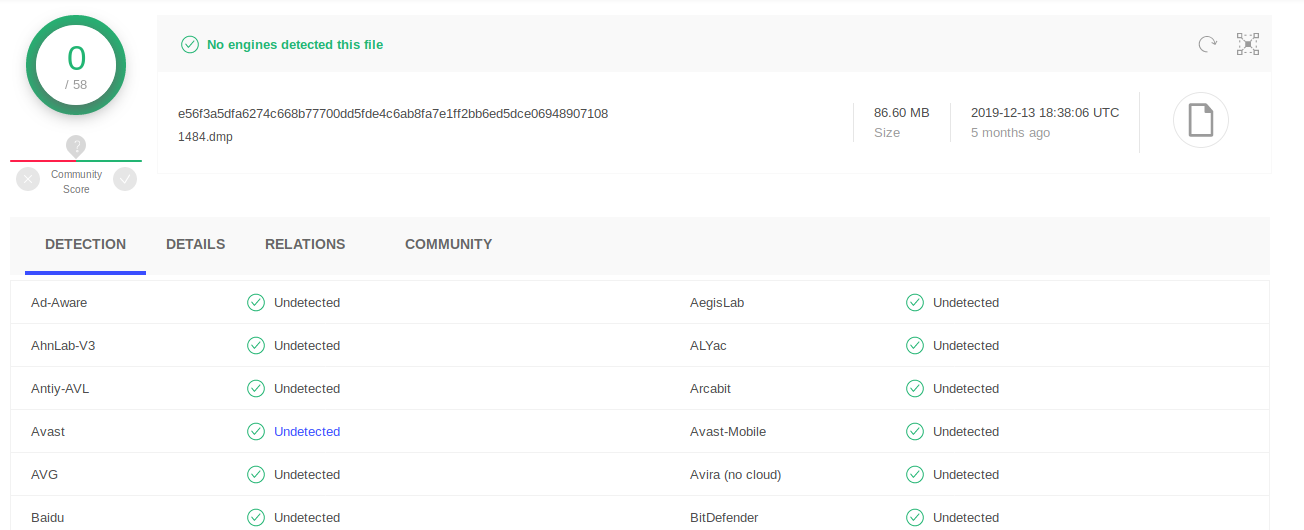 0
/ 58
No engines detected this file
e56f3a5dfa6274c668b77700dd5fde4c6ab8fa7e1ff2bb6ed5dce06948907108
1484.dmp
86.60 MB
Size
2019-12-13 18:38:06 UTC
5 months ago
?
Community
Score
DETECTION DETAILS RELATIONS COMMUNITY
Ad-Aware Undetected AegisLab Undetected
AhnLab-V3 Undetected ALYac Undetected
Antiy-AVL Undetected Arcabit Undetected
Avast Undetected Avast-Mobile Undetected
AVG Undetected Avira (no cloud) Undetected
Baidu Undetected BitDefender Undetected